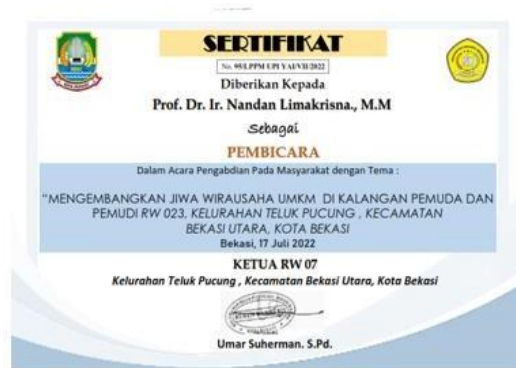 SERTIFIKAT
No. 95/LPPM UPI YAI/VII/2022
Diberikan Kepada
Prof. Dr. Ir. Nandan Limakrisna., M.M
Sebagai
PEMBICARA
Dalam Acara Pengabdian Pada Masyarakat dengan Tema :
"MENGEMBANGKAN JIWA WIRAUSAHA UMKM DI KALANGAN PEMUDA DAN
PEMUDI RW 023, KELURAHAN TELUK PUCUNG , KECAMATAN
BEKASI UTARA, KOTA BEKASI
Bekasi, 17 Juli 2022
KETUA RW 07
Kelurahan Teluk Pucung , Kecamatan Bekasi Utara, Kota Bekasi
Umar Suherman. S.Pd.